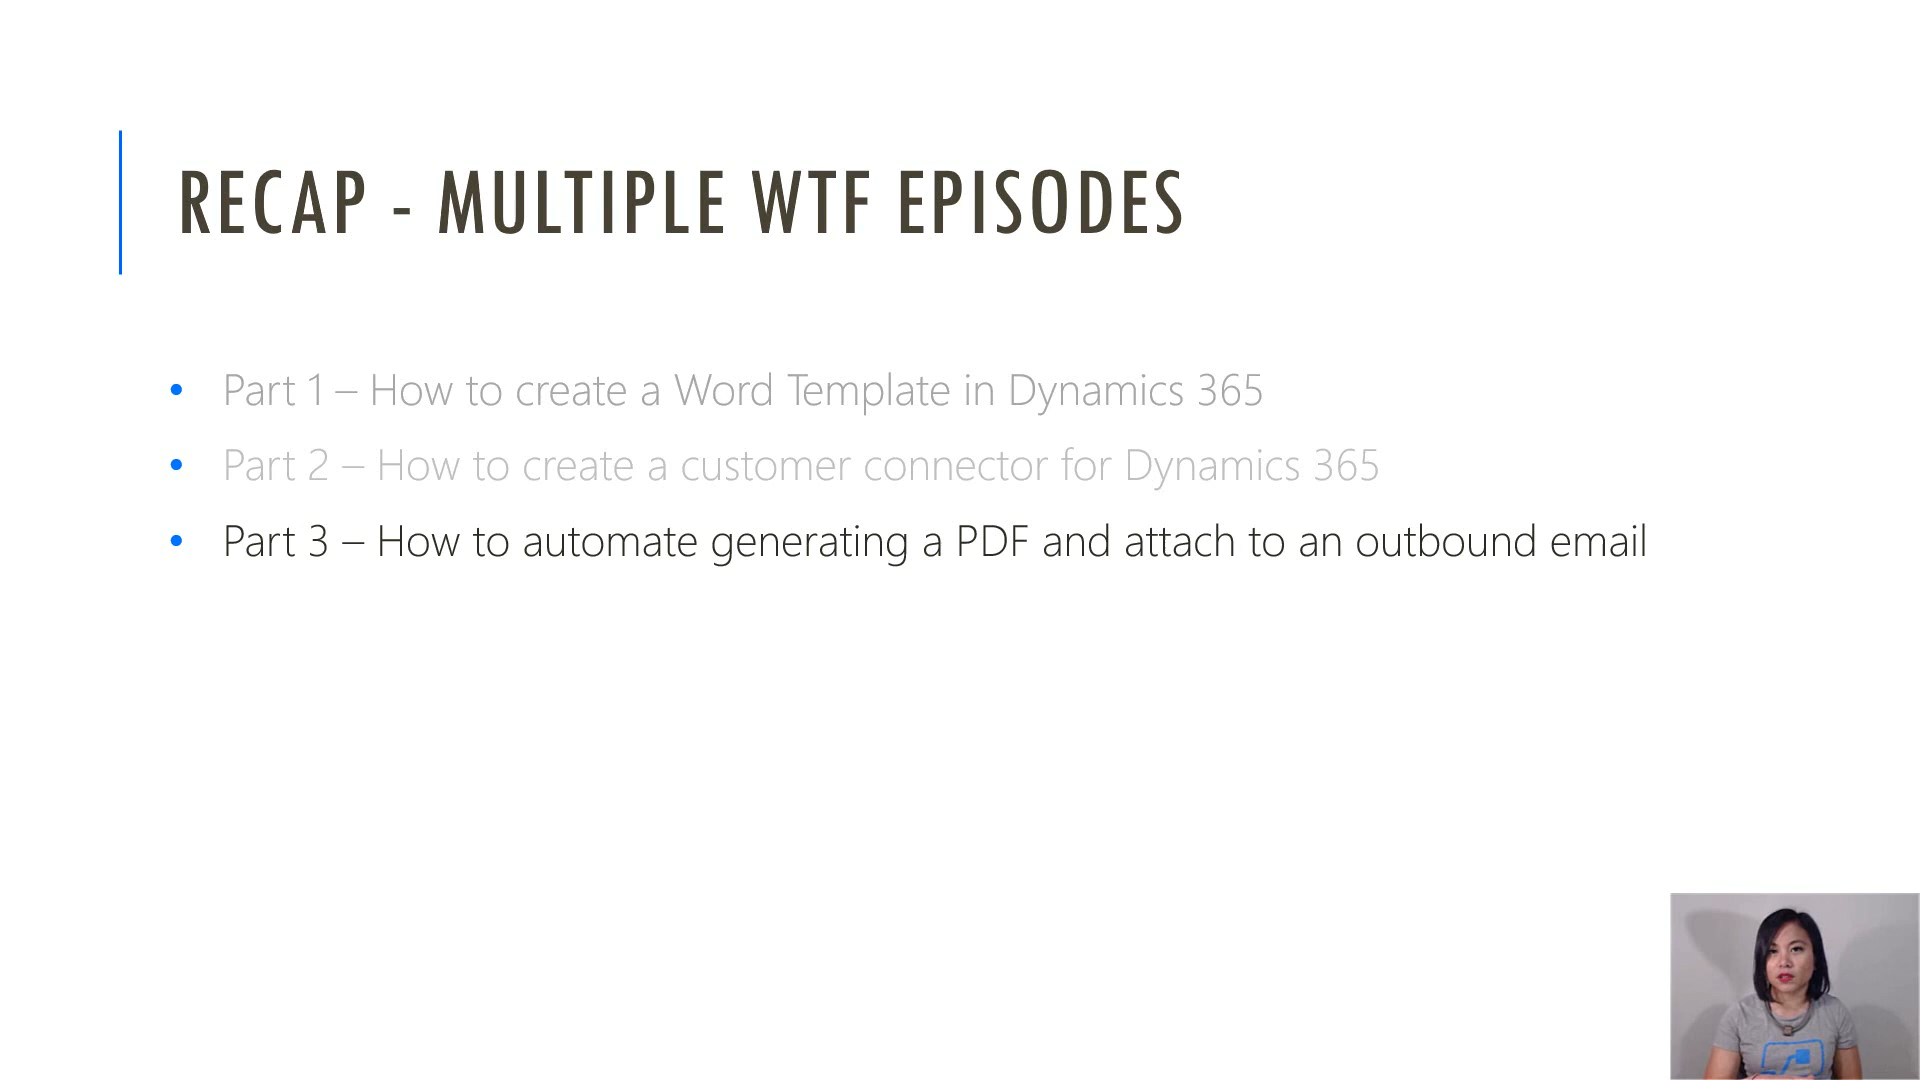 RECAP - MULTIPLE WTF EPISODES
• Part 1 – How to create a Word Template in Dynamics 365
• Part 2 – How to create a customer connector for Dynamics 365
• Part 3 – How to automate generating a PDF and attach to an outbound email